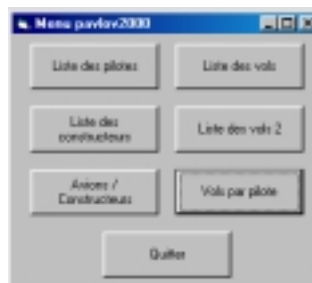 Menu pavlov2000
Liste des pilotes
Liste des vols
Liste des
constructeurs
Liste des vols 2
Avions /
Constructeurs
Vols par pilote
Quitter